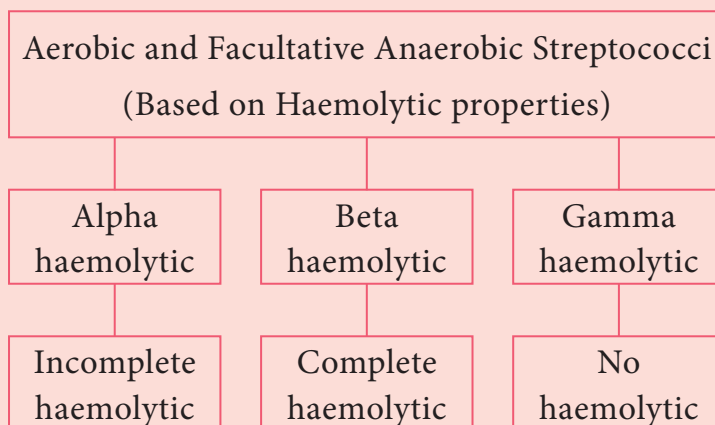 Aerobic and Facultative Anaerobic Streptococci
(Based on Haemolytic properties)
Alpha
haemolytic
Beta
haemolytic
Gamma
haemolytic
Incomplete
haemolytic
Complete
haemolytic
No
haemolytic